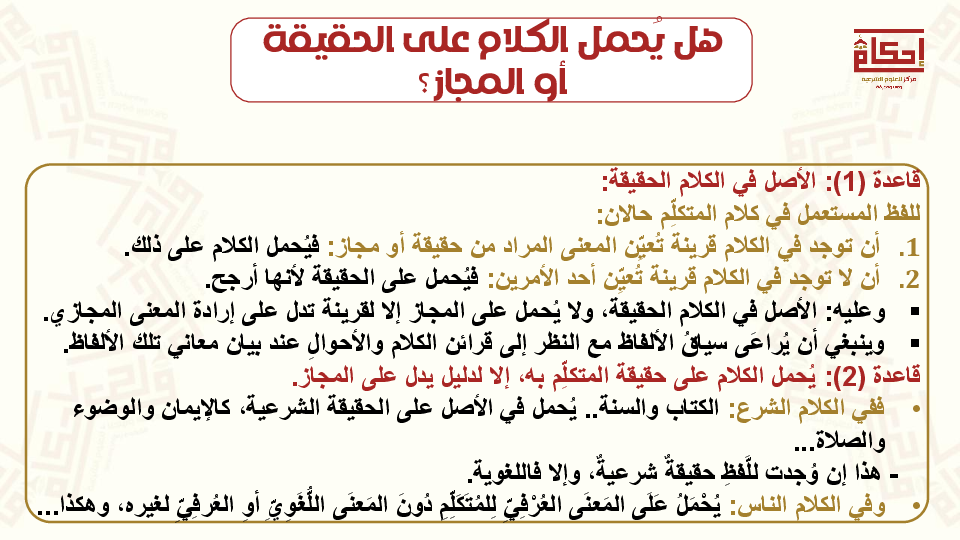 هل يُحمل الكلام على الحقيقة
أو المجاز؟
إحكام
مركز للعلوم الشرعية
قاعدة (1): الأصل في الكلام الحقيقة:
للفظ المستعمل في كلام المتكلِّم حالان:
1. أن توجد في الكلام قرينة تُعيِّن المعنى المراد من حقيقة أو مجاز: فيُحمل الكلام على ذلك.
2. أن لا توجد في الكلام قرينة تُعيِّن أحد الأمرين: فيُحمل على الحقيقة لأنها أرجح.
▪ وعليه: الأصل في الكلام الحقيقة، ولا يُحمل على المجاز إلا لقرينة تدل على إرادة المعنى المجازي.
▪ وينبغي أن يُراعَى سياقُ الألفاظ مع النظر إلى قرائن الكلام والأحوالِ عند بيان معاني تلك الألفاظ.
قاعدة (2): يُحمل الكلام على حقيقة المتكلِّم به، إلا لدليل يدل على المجاز.
• ففي الكلام الشرع: الكتاب والسنة.. يُحمل في الأصل على الحقيقة الشرعية، كالإيمان والوضوء
والصلاة...
- هذا إن وُجدت للَّفظِ حقيقةٌ شرعيةٌ، وإلا فاللغوية.
• وفي الكلام الناس: يُحْمَلُ عَلَى المَعنَى العُرْفِيِّ لِلمُتَكَلِّمِ دُونَ المَعنَى اللُّغَوِيِّ أوِ العُرفِيِّ لغيره، وهكذا...